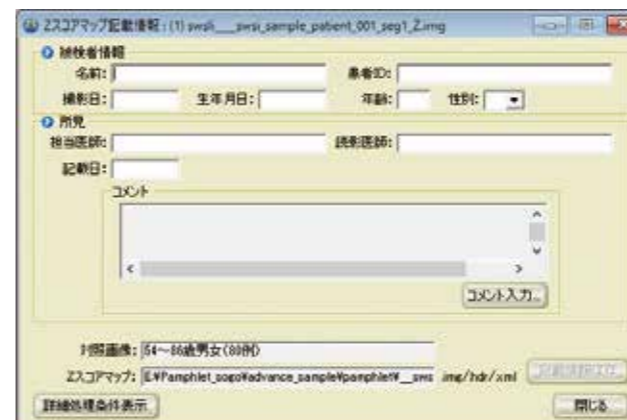 Zスコアマップ記載情報:(1) swsi___swsi_sample_patient_001_seg1_Z.img
被検者情報
名前: 患者ID:
撮影日: 生年月日: 年齢: 性別:
所見
担当医師: 読影医師:
記載日:
コメント
コメント入力...
対照画像: 54～86歳男女(80例)
Zスコアマップ: E:¥Pamphlet_sogo¥advance_sample¥pamphlet¥__sws .img/hdr/xml
詳細処理条件表示 閉じる